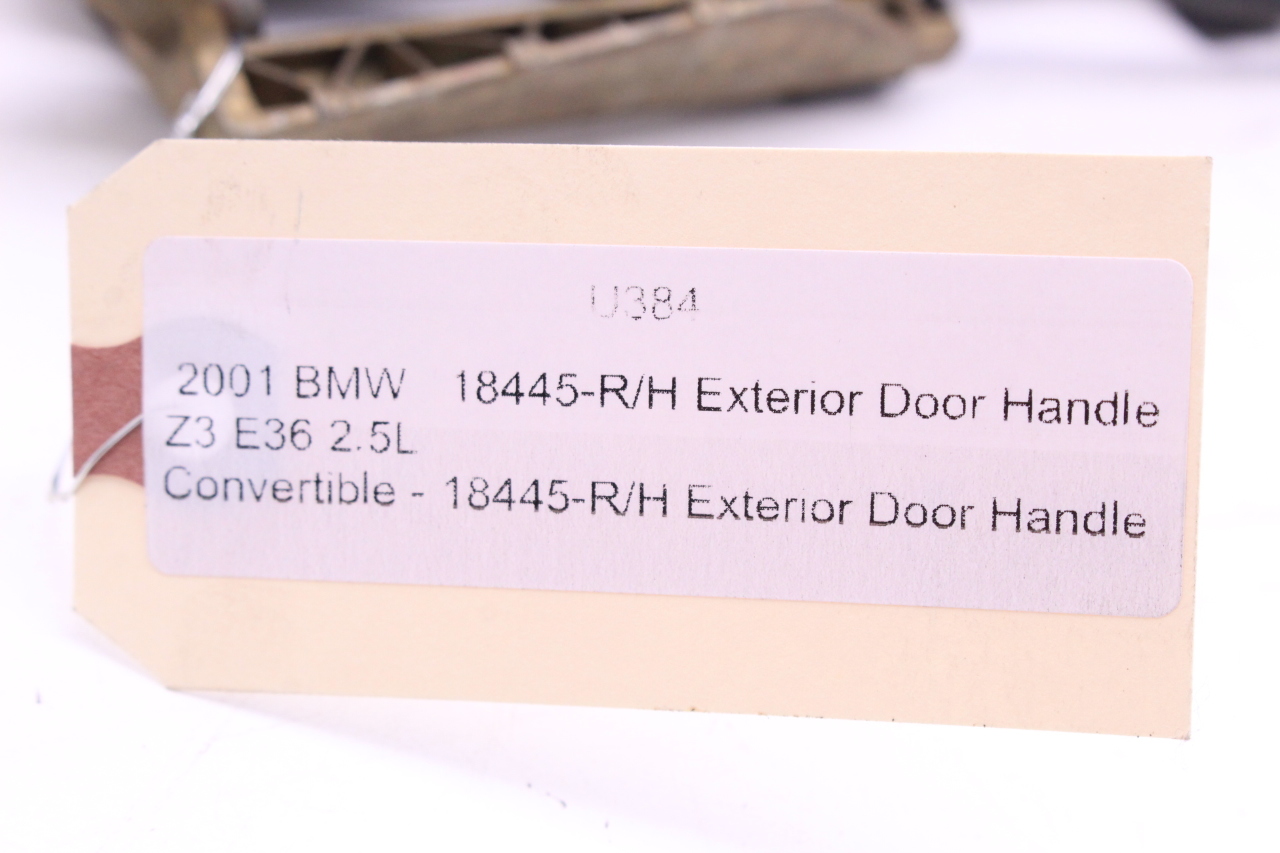 U384
2001 BMW 18445-R/H Exterior Door Handle
Z3 E36 2.5L
Convertible - 18445-R/H Exterior Door Handle